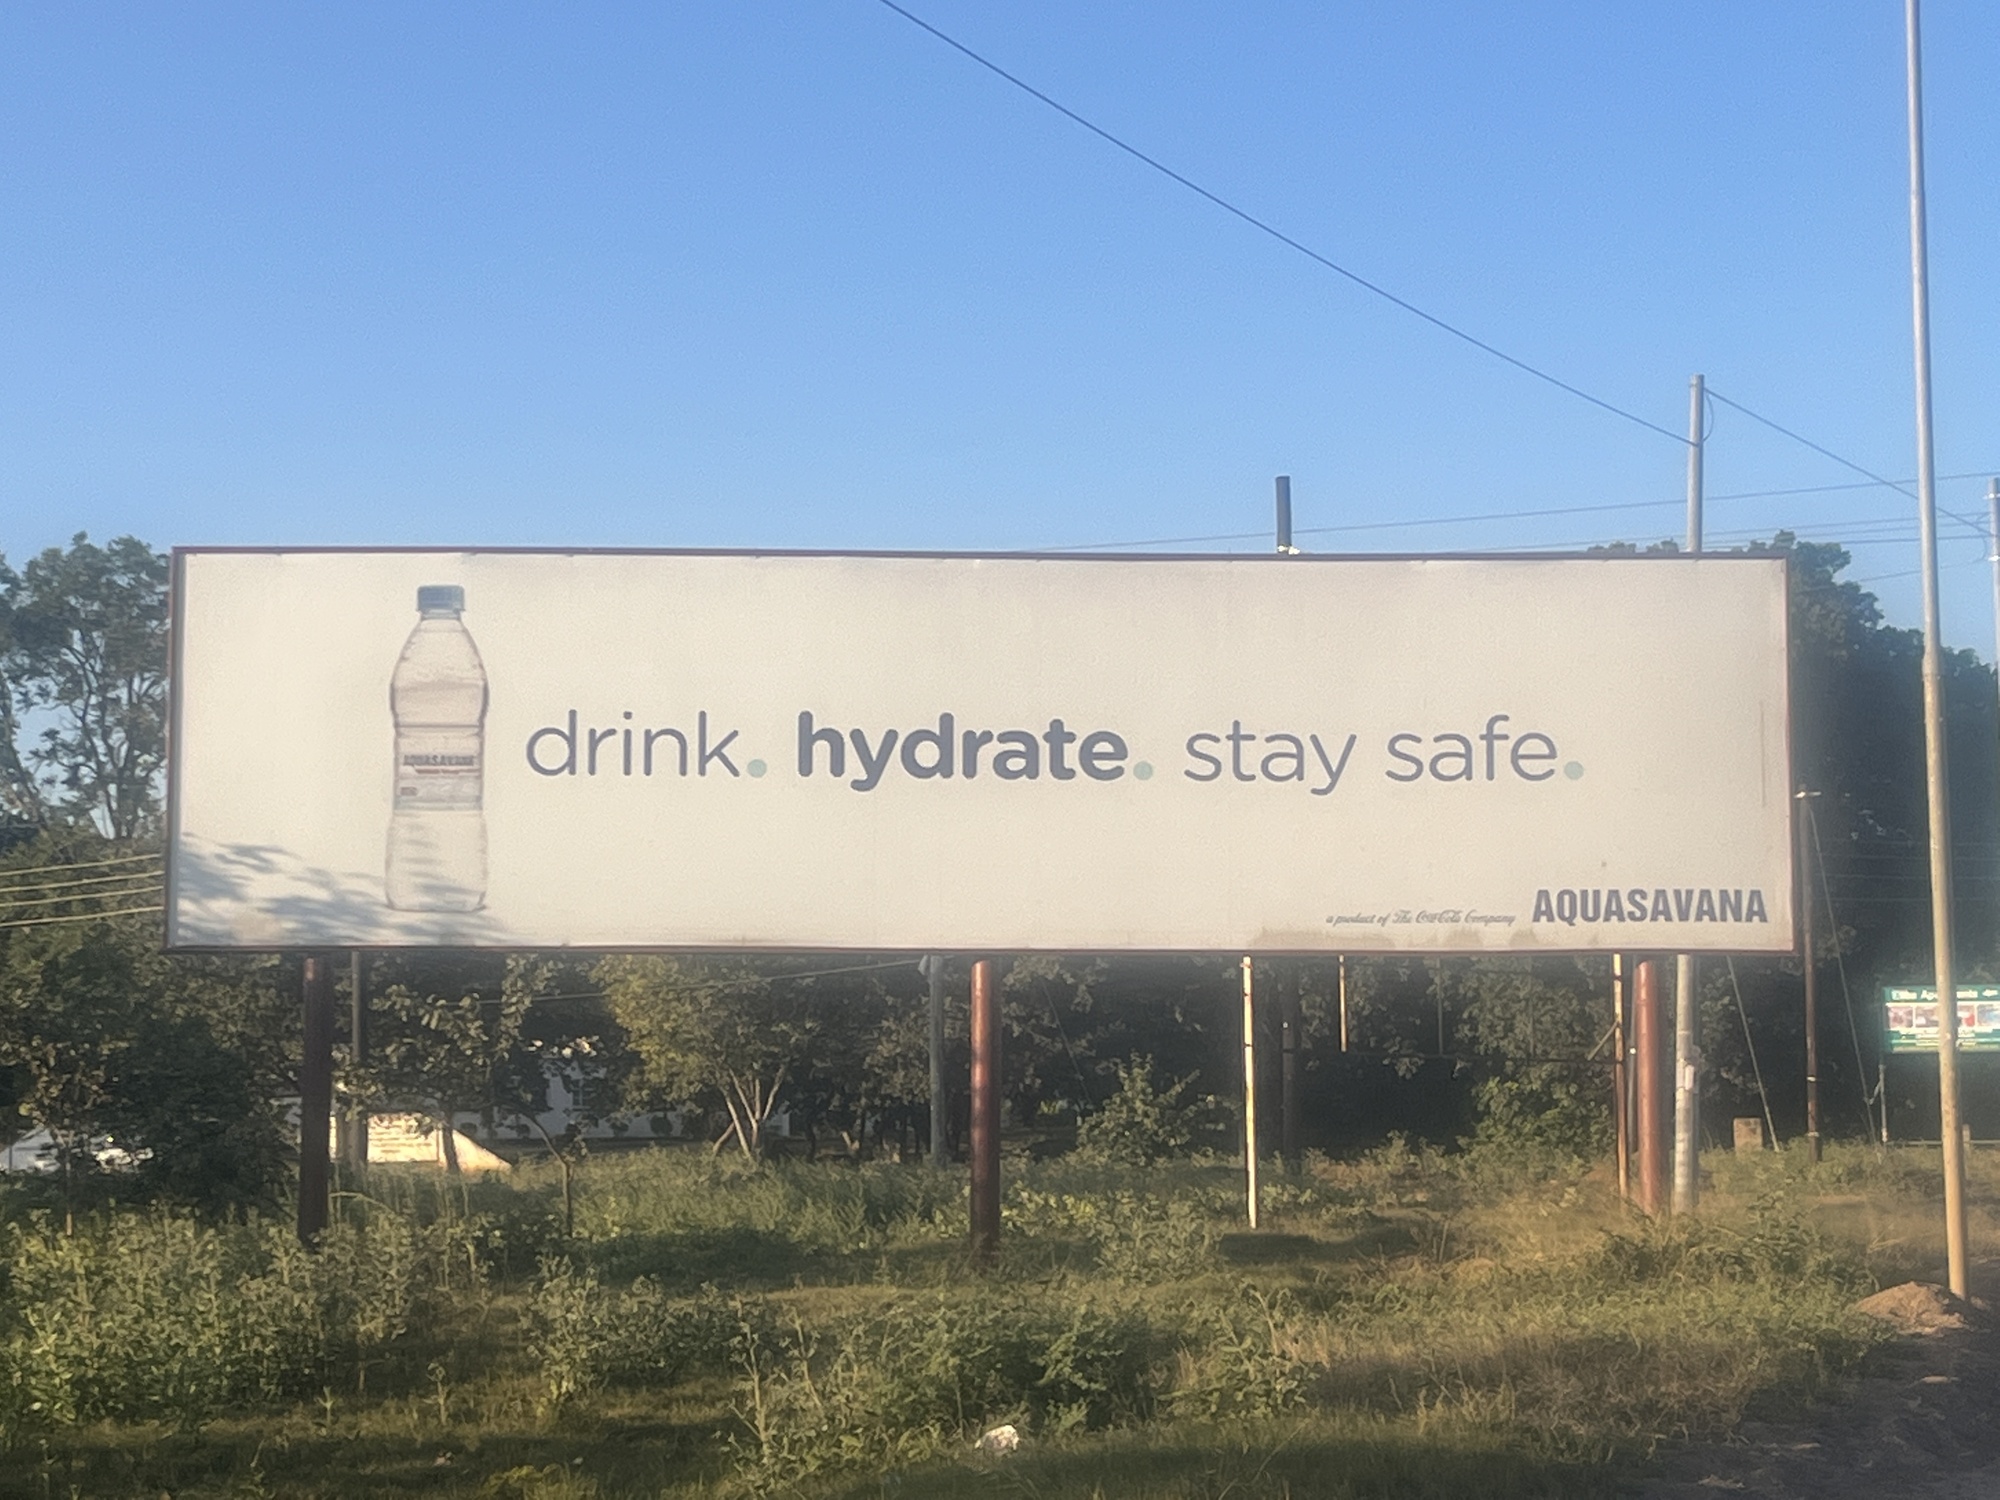 drink. hydrate. stay safe.
AQUASAVANA
a product of The Coca-Cola Company AQUASAVANA